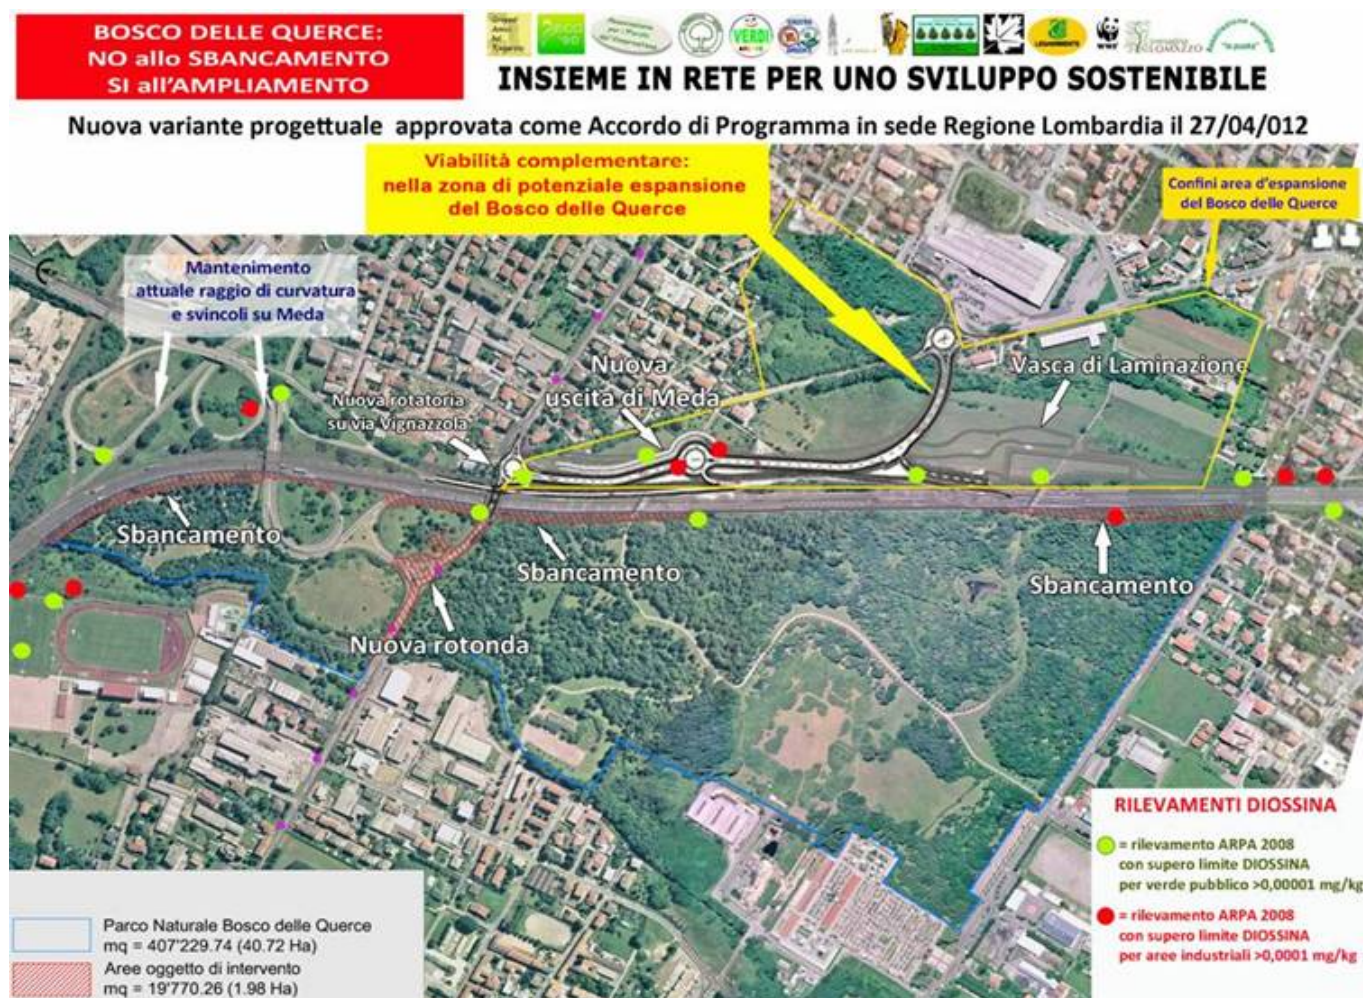 BOSCO DELLE QUERCE:
NO allo SBANCAMENTO
SI all'AMPLIAMENTO
VERDI
LEGAMBIENTE
WWF
INSIEME IN RETE PER UNO SVILUPPO SOSTENIBILE
Nuova variante progettuale approvata come Accordo di Programma in sede Regione Lombardia il 27/04/012
Viabilità complementare:
nella zona di potenziale espansione
del Bosco delle Querce
Confini area d'espansione
del Bosco delle Querce
Mantenimento
attuale raggio di curvatura
e svincoli su Meda
Nuova rotatoria
su via Vignazzola
Nuova
uscita di Meda
Vasca di Laminazione
Sbancamento
Sbancamento
Sbancamento
Nuova rotonda
RILEVAMENTI DIOSSINA
= rilevamento ARPA 2008
con supero limite DIOSSINA
per verde pubblico >0,00001 mg/kg
= rilevamento ARPA 2008
con supero limite DIOSSINA
per aree industriali >0,0001 mg/kg
Parco Naturale Bosco delle Querce
mq = 407'229.74 (40.72 Ha)
Aree oggetto di intervento
mq = 19'770.26 (1.98 Ha)